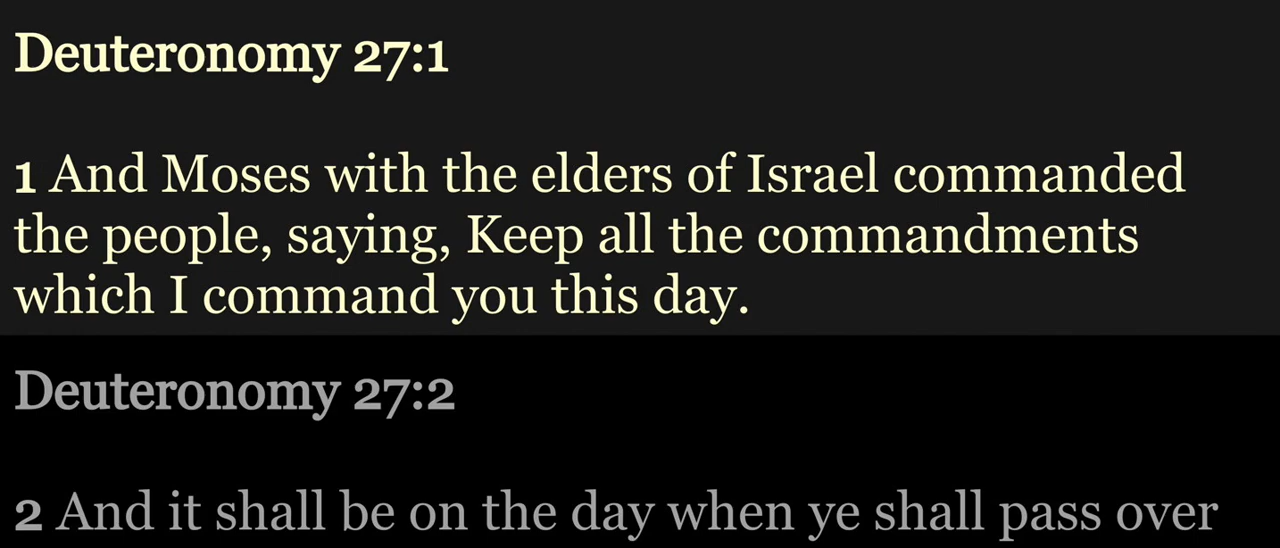 Deuteronomy 27:1
1 And Moses with the elders of Israel commanded
the people, saying, Keep all the commandments
which I command you this day.
Deuteronomy 27:2
2 And it shall be on the day when ye shall pass over